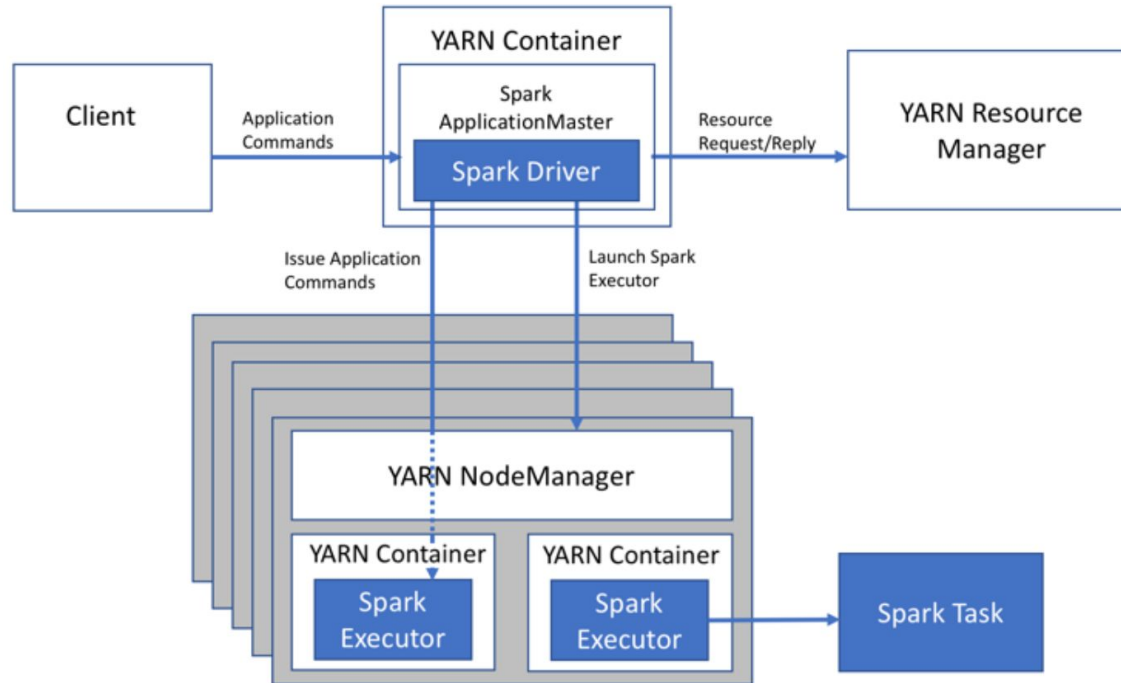 YARN Container
Client
Spark
ApplicationMaster
Spark Driver
Application
Commands
Resource
Request/Reply
YARN Resource
Manager
Issue Application
Commands
Launch Spark
Executor
YARN NodeManager
YARN Container
Spark
Executor
YARN Container
Spark
Executor
Spark Task